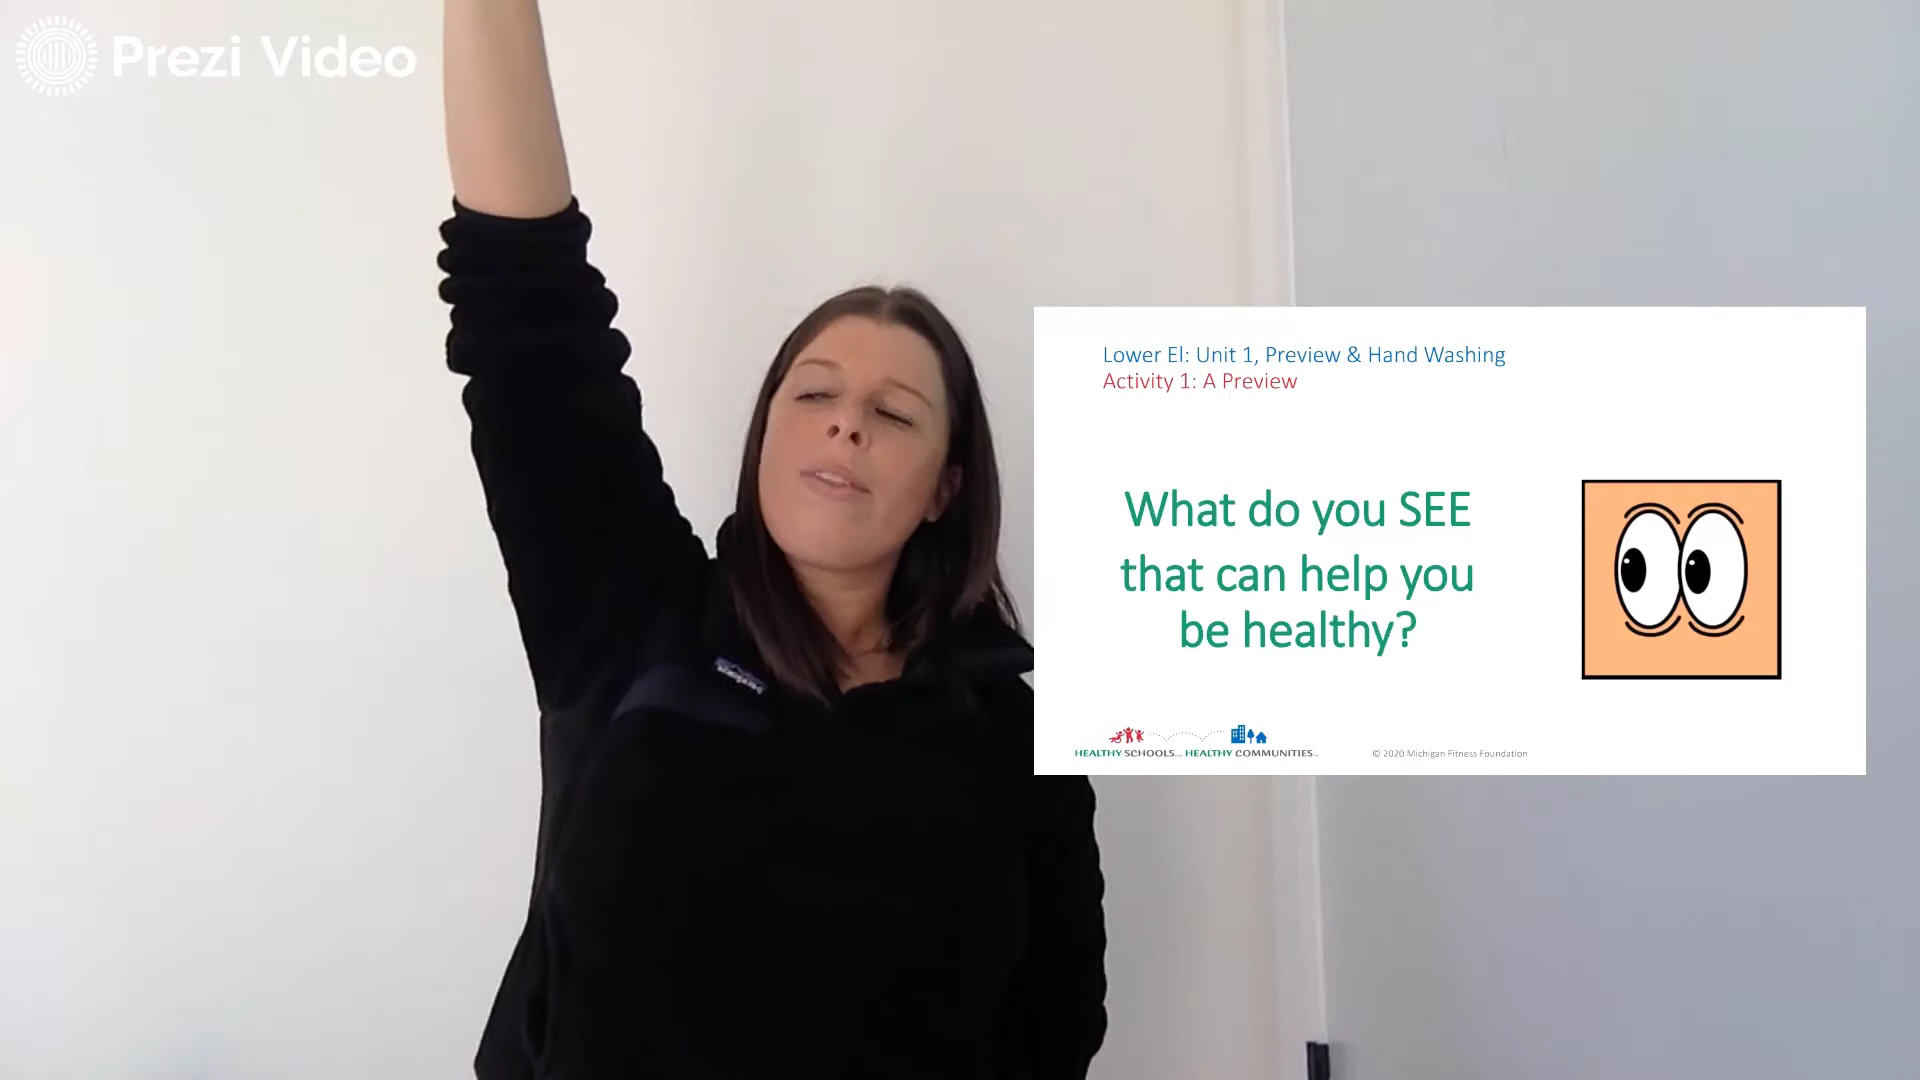 Prezi Video
Lower El: Unit 1, Preview & Hand Washing
Activity 1: A Preview
What do you SEE
that can help you
be healthy?
HEALTHY SCHOOLS... HEALTHY COMMUNITIES
© 2020 Michigan Fitness Foundation